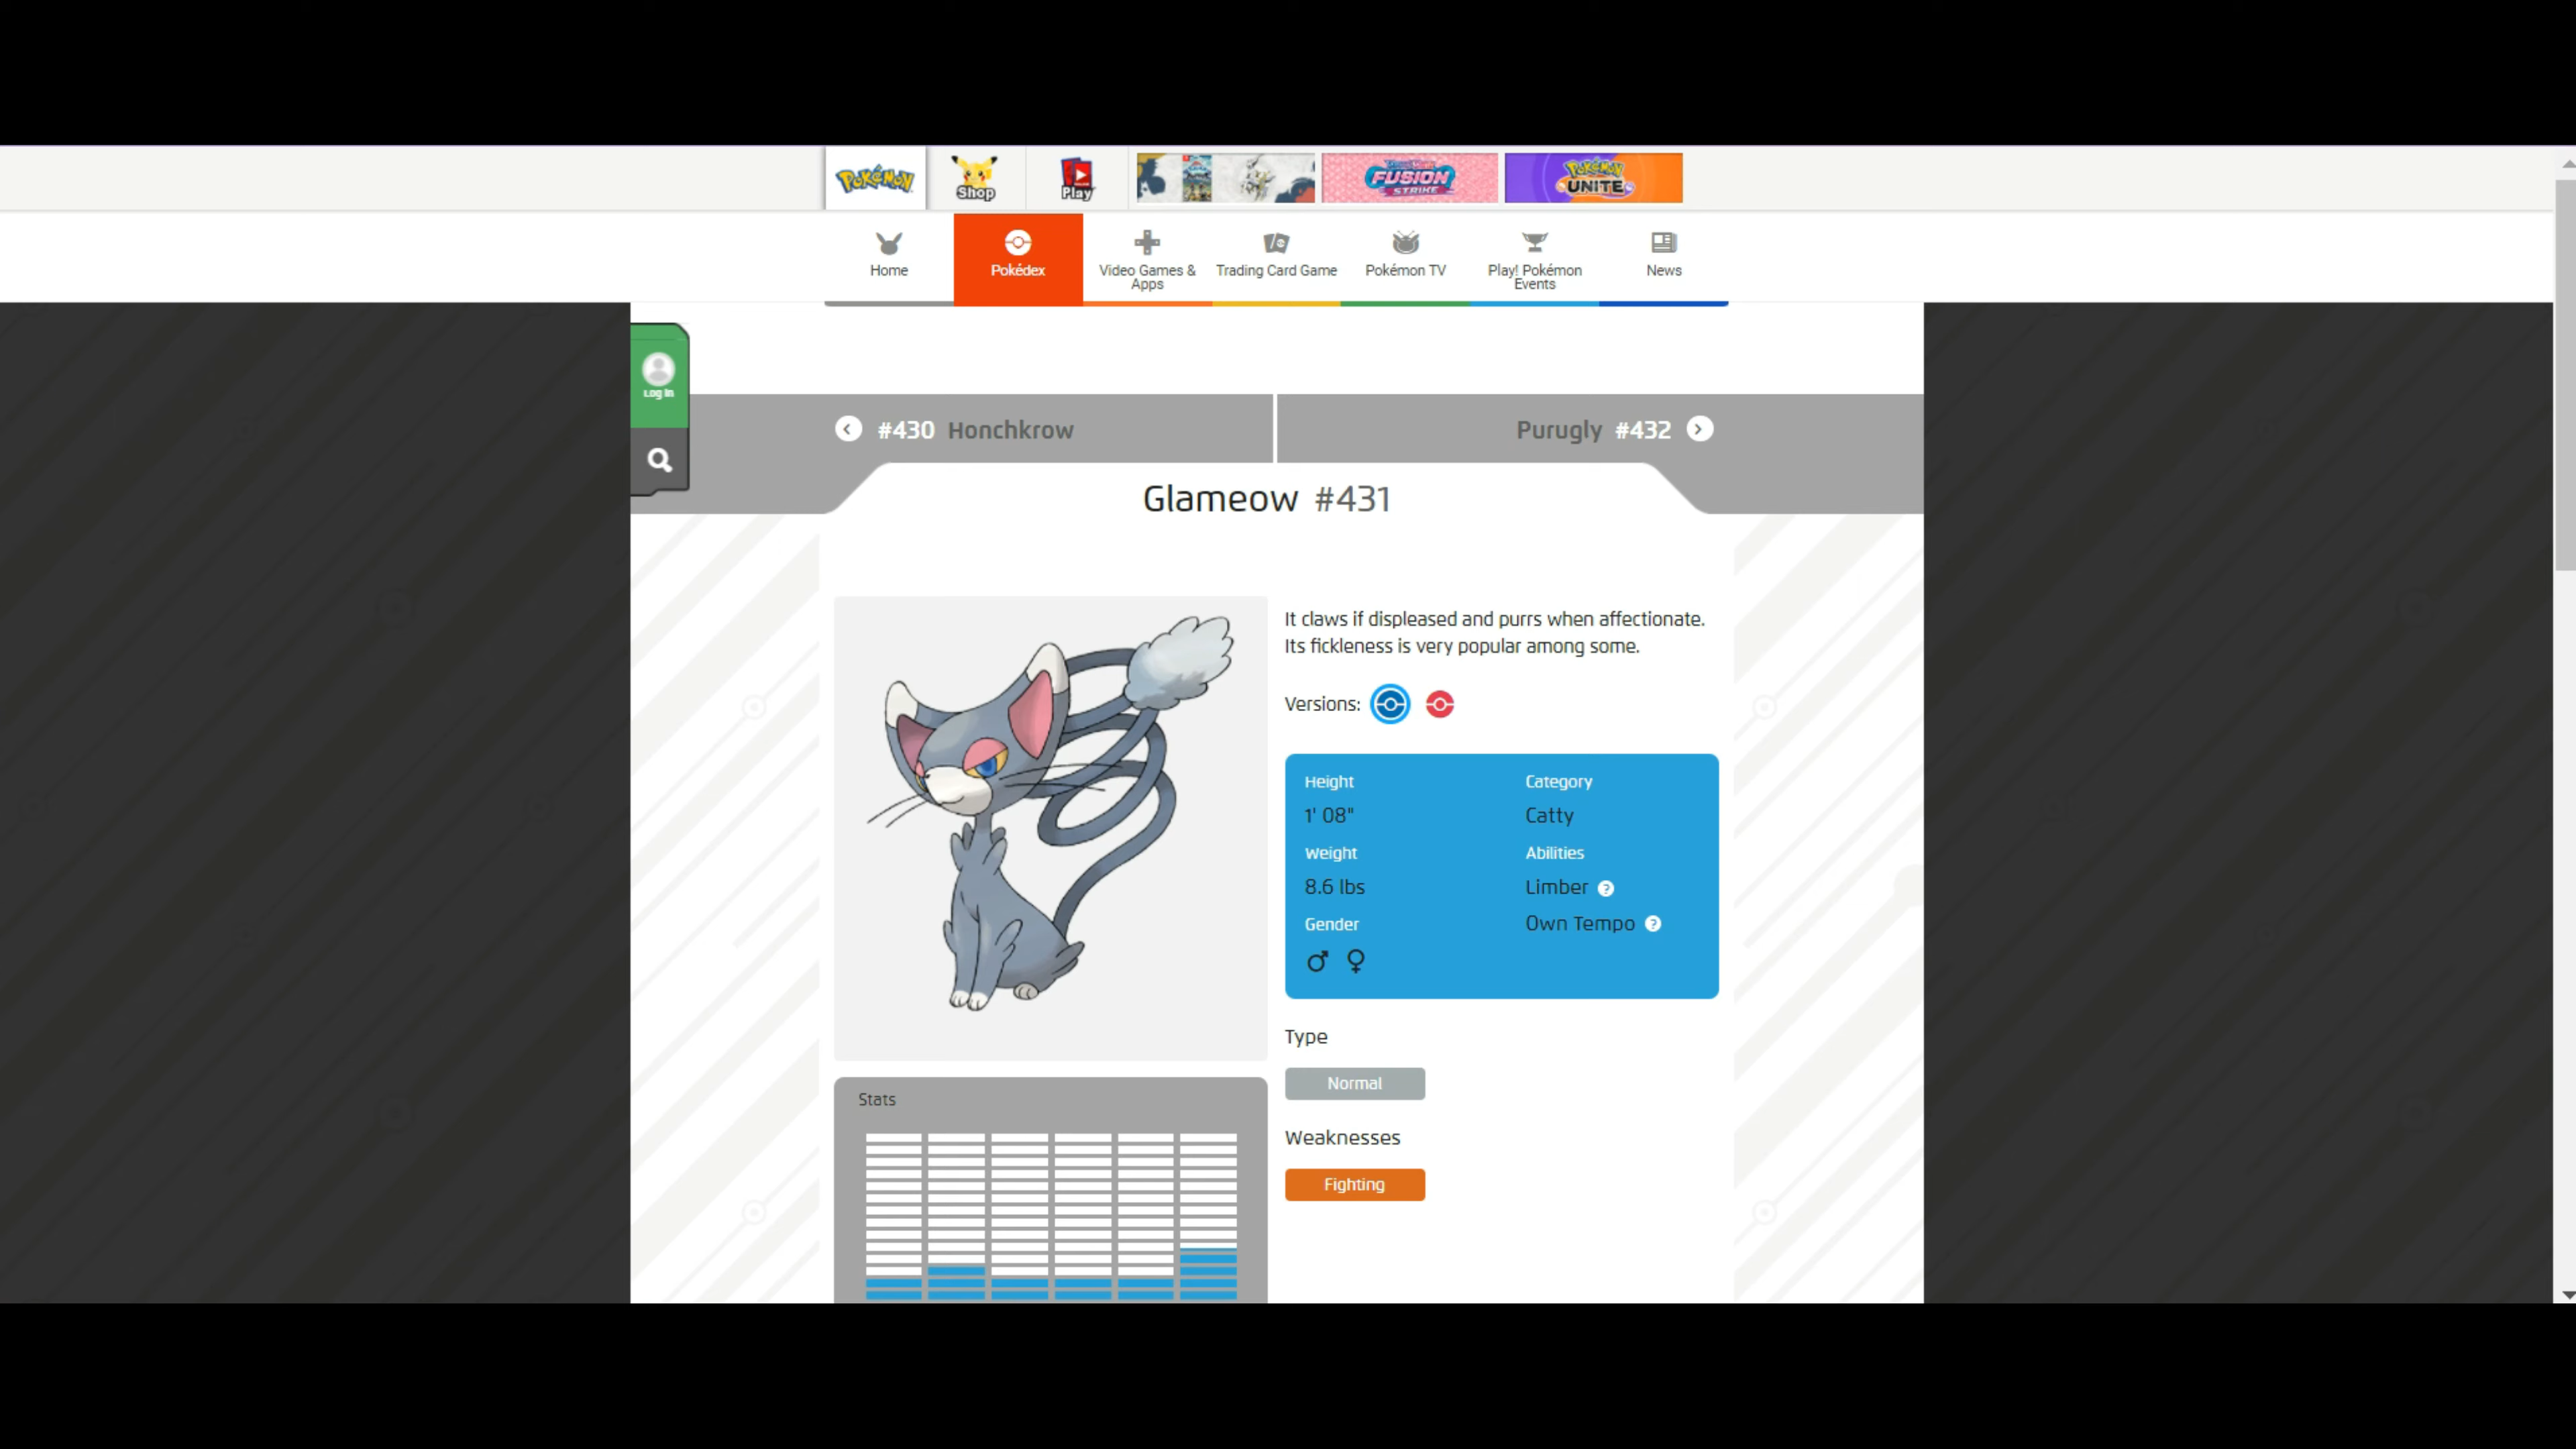 Pokémon
Shop
Play
FUSION
STRIKE
POKÉMON
UNITE
Home
Pokédex
Video Games &
Apps
Trading Card Game
Pokémon TV
Play! Pokémon
Events
News
Log in
#430 Honchkrow
Purugly #432
Glameow #431
It claws if displeased and purrs when affectionate.
Its fickleness is very popular among some.
Versions:
Height
1' 08"
Weight
8.6 lbs
Gender
Category
Catty
Abilities
Limber ?
Own Tempo ?
Type
Normal
Weaknesses
Fighting
Stats